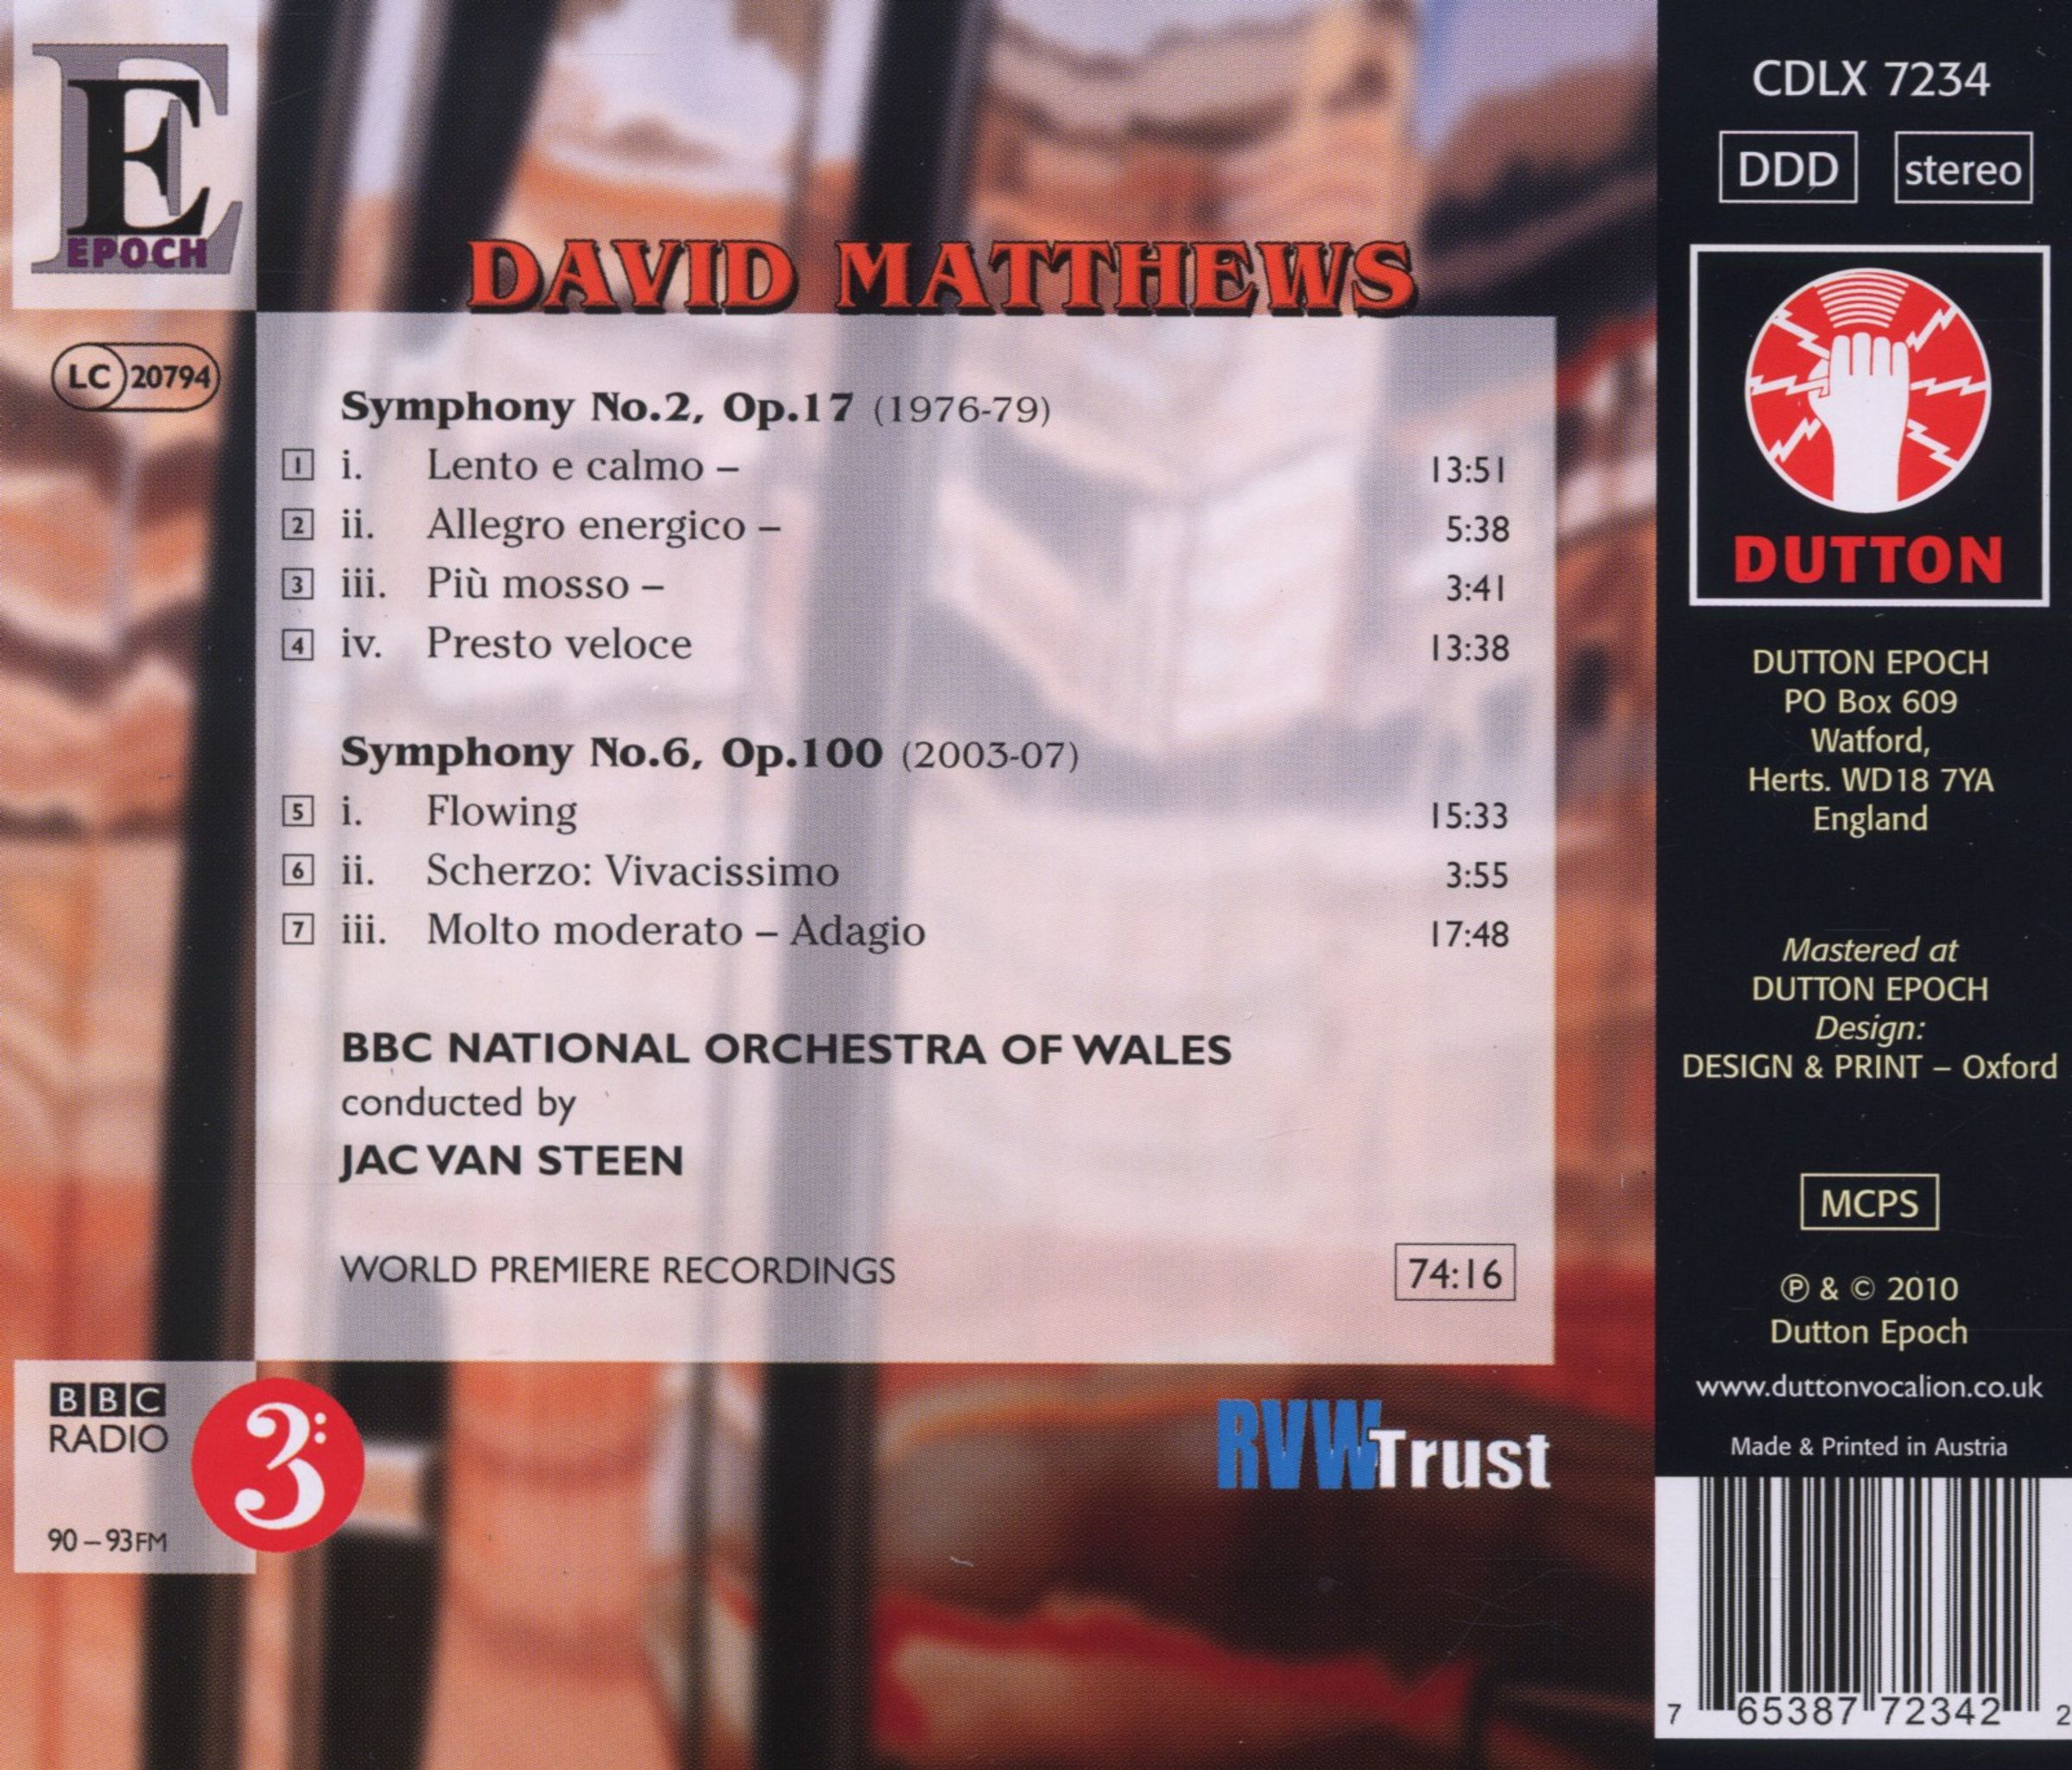 E
EPOCH
DAVID MATTHEWS
LC 20794
Symphony No.2, Op.17 (1976-79)
1 i. Lento e calmo – 13:51
2 ii. Allegro energico – 5:38
3 iii. Più mosso – 3:41
4 iv. Presto veloce 13:38
Symphony No.6, Op.100 (2003-07)
5 i. Flowing 15:33
6 ii. Scherzo: Vivacissimo 3:55
7 iii. Molto moderato – Adagio 17:48
BBC NATIONAL ORCHESTRA OF WALES
conducted by
JAC VAN STEEN
WORLD PREMIERE RECORDINGS 74:16
BBC
RADIO
3
90 – 93 FM
RVW Trust
CDLX 7234
DDD stereo
DUTTON
DUTTON EPOCH
PO Box 609
Watford,
Herts. WD18 7YA
England
Mastered at
DUTTON EPOCH
Design:
DESIGN & PRINT – Oxford
MCPS
℗ & © 2010
Dutton Epoch
www.duttonvocalion.co.uk
Made & Printed in Austria
7 65387 72342 2